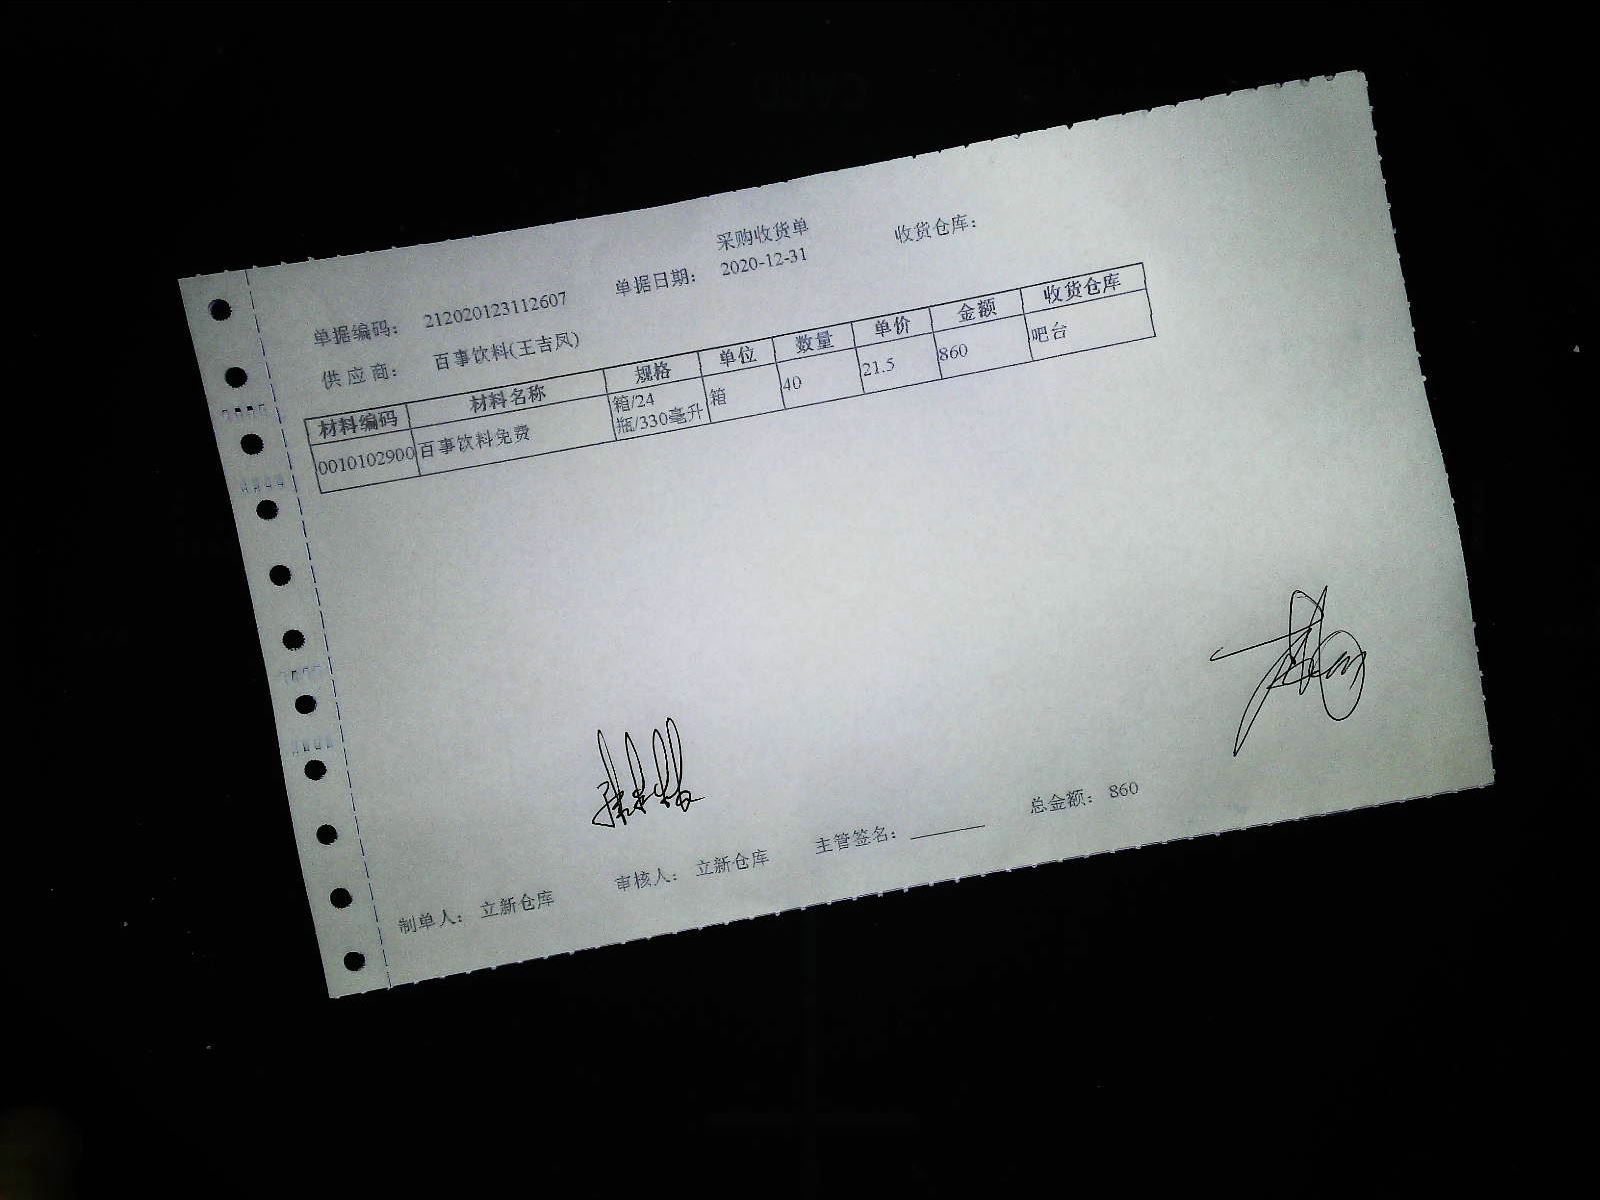 采购收货单
单据编码： 212020123112607 单据日期： 2020-12-31 收货仓库：
供 应 商： 百事饮料(王吉凤)
材料编码 材料名称 规格 单位 数量 单价 金额 收货仓库
0010102900 百事饮料免费 箱/24 箱 40 21.5 860 吧台
瓶/330毫升
制单人： 立新仓库 审核人： 立新仓库 主管签名： 总金额： 860